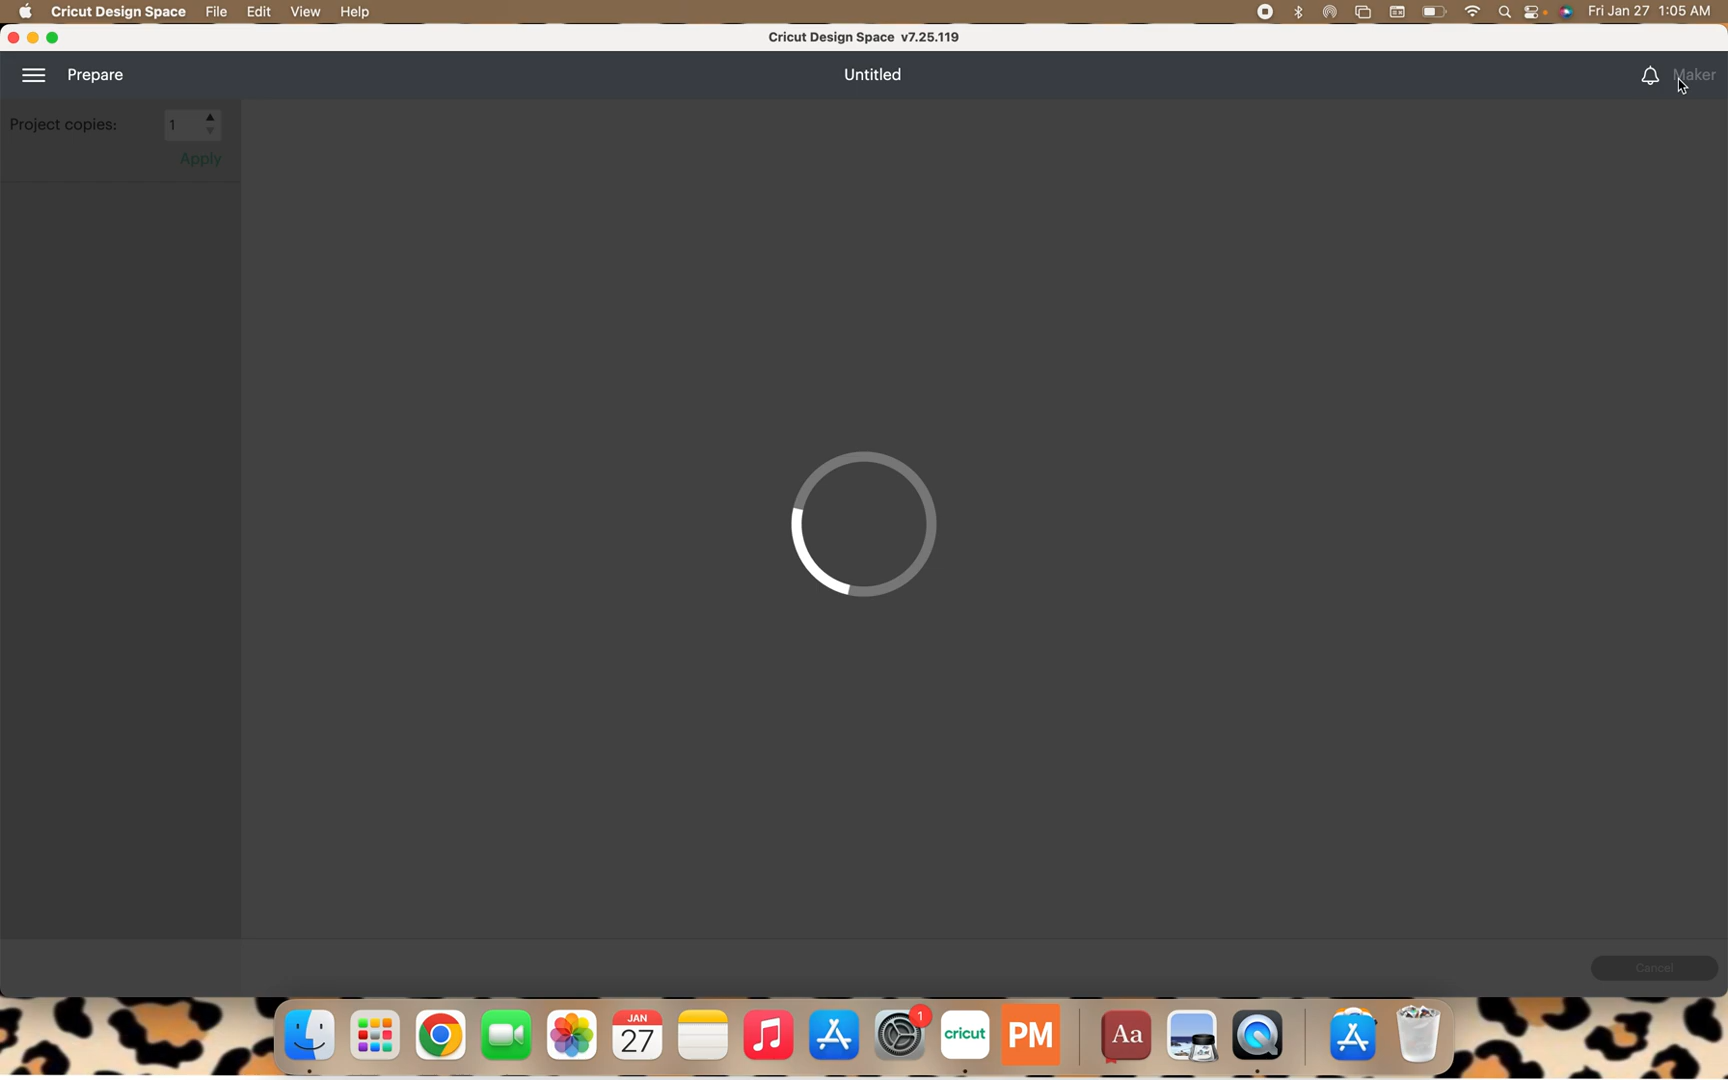 Cricut Design Space File Edit View Help Fri Jan 27 1:05 AM
Cricut Design Space v7.25.119
Prepare Untitled Maker
Project copies: 1
Apply
Cancel
JAN
27
1
cricut
PM
Aa